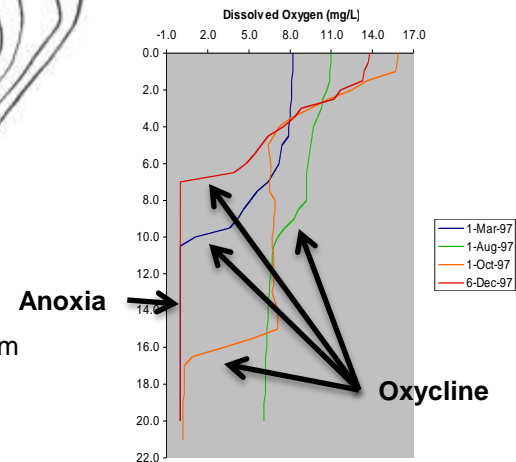 Dissolved Oxygen (mg/L)
-1.0 2.0 5.0 8.0 11.0 14.0 17.0
0.0
2.0
4.0
6.0
8.0
10.0
12.0
14.0
16.0
18.0
20.0
22.0
1-Mar-97
1-Aug-97
1-Oct-97
6-Dec-97
Anoxia
m
Oxycline